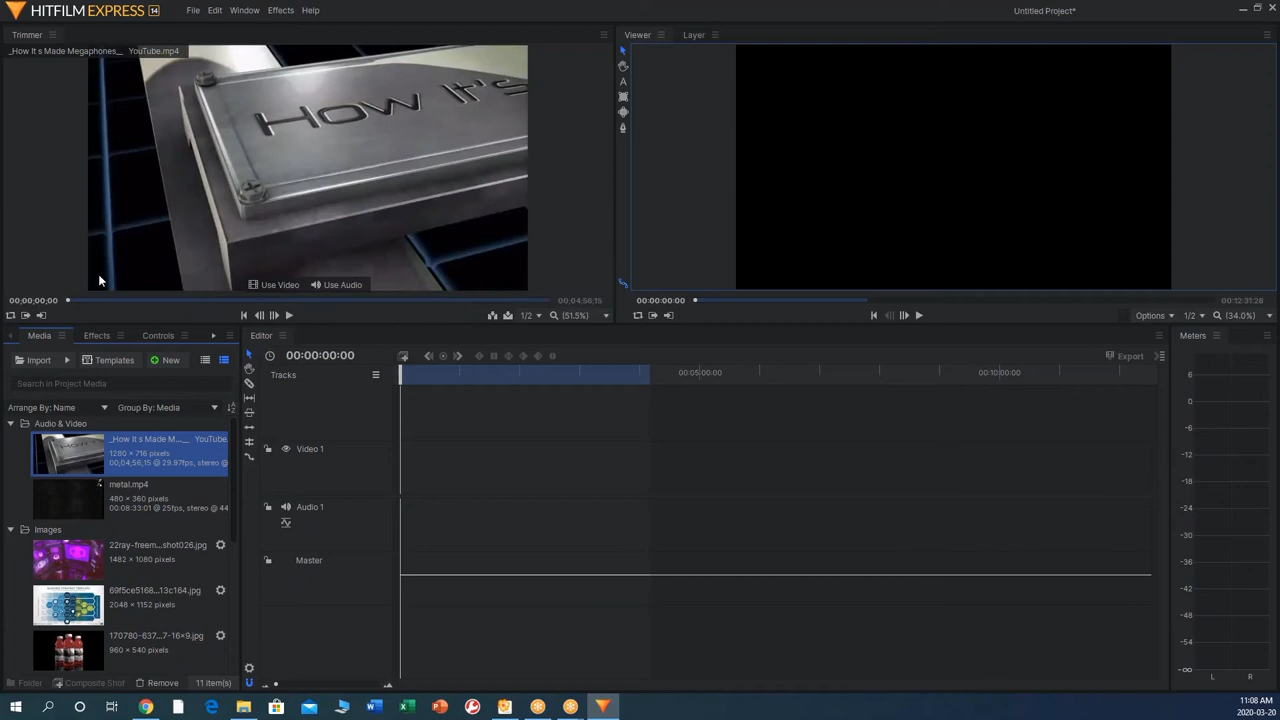 HITFILM EXPRESS 14
File Edit Window Effects Help
Untitled Project*
Trimmer
_How It's Made Megaphones__ YouTube.mp4
How It's
Use Video Use Audio
00;00;00;00
00;04;56;15
1/2 (51.5%)
Viewer Layer
00:00:00:00
00:12:31:28
Options 1/2 (34.0%)
Media Effects Controls
Import Templates New
Search in Project Media
Arrange By: Name Group By: Media
Audio & Video
_How It s Made M...__ YouTube.
1280 × 716 pixels
00;04;56;15 @ 29.97fps, stereo @
metal.mp4
480 × 360 pixels
00:08:33:01 @ 25fps, stereo @ 44
Images
22ray-freem...shot026.jpg
1482 × 1080 pixels
69f5ce5168...13c164.jpg
2048 × 1152 pixels
170780-637...7-16×9.jpg
960 × 540 pixels
Folder Composite Shot Remove 11 item(s)
Editor
00:00:00:00
Export
Tracks
00:05:00:00 00:10:00:00
Video 1
Audio 1
Master
Meters
6
0
-6
-12
-18
-24
-30
-36
-42
-48
-54
-∞
L R
11:08 AM
2020-03-20